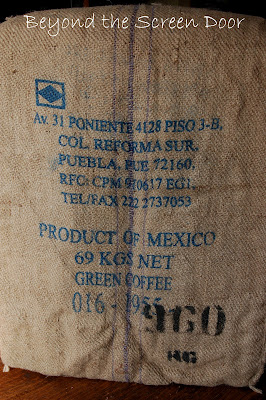 Beyond the Screen Door
Av. 31 PONIENTE 4128 PISO 3-B,
COL. REFORMA SUR,
PUEBLA, PUE 72160,
RFC: CPM 970617 EG1,
TEL/FAX 222 2737053
PRODUCT OF MEXICO
69 KGS NET
GREEN COFFEE
016 - 1955
960